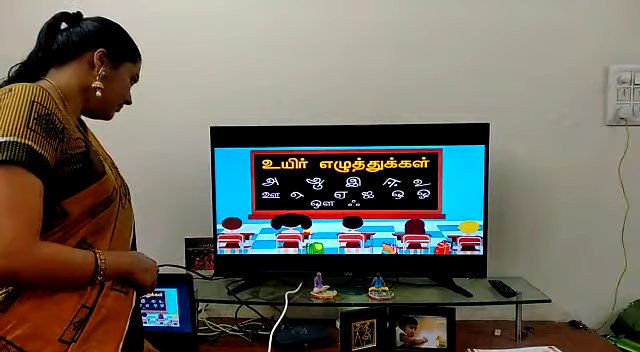 உயிர் எழுத்துக்கள்
அ ஆ இ ஈ உ
ஊ எ ஏ ஐ ஒ ஓ
ஔ ஃ